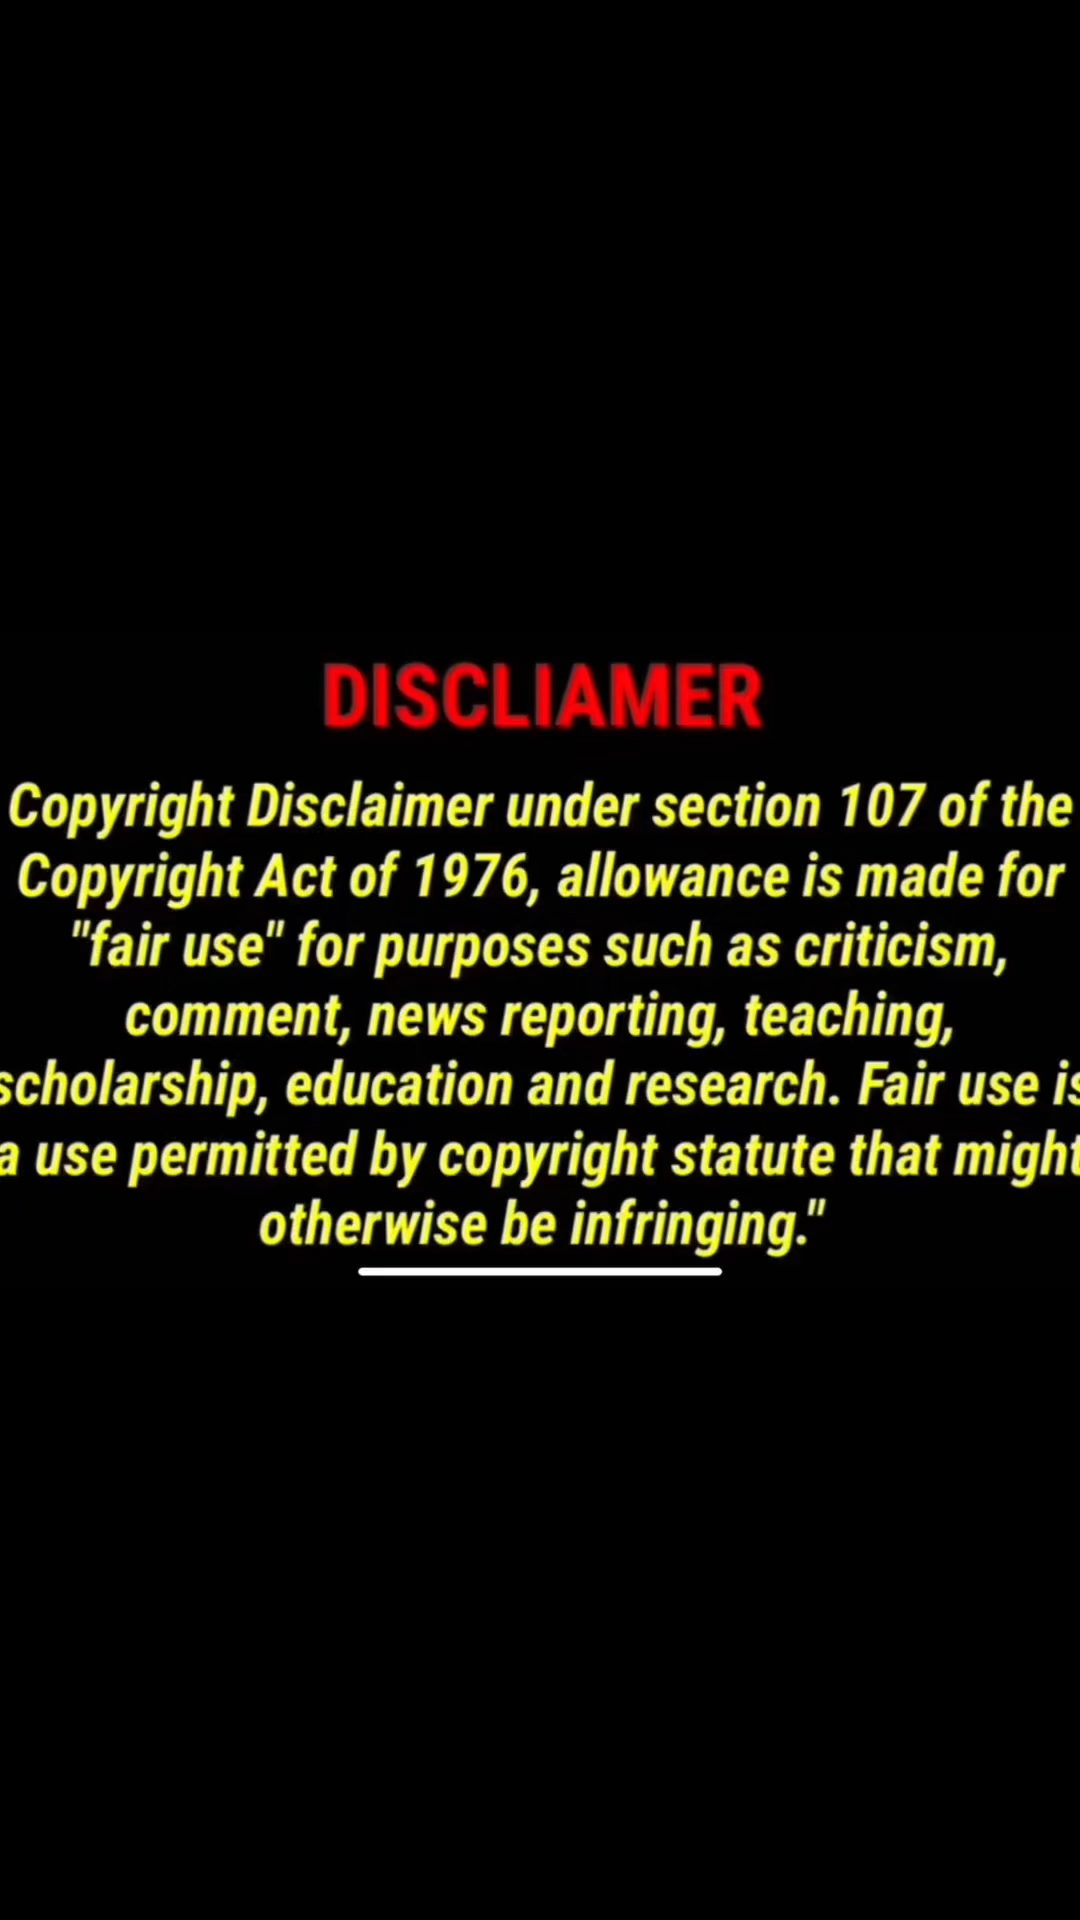 DISCLIAMER
Copyright Disclaimer under section 107 of the
Copyright Act of 1976, allowance is made for
"fair use" for purposes such as criticism,
comment, news reporting, teaching,
scholarship, education and research. Fair use is
a use permitted by copyright statute that might
otherwise be infringing."